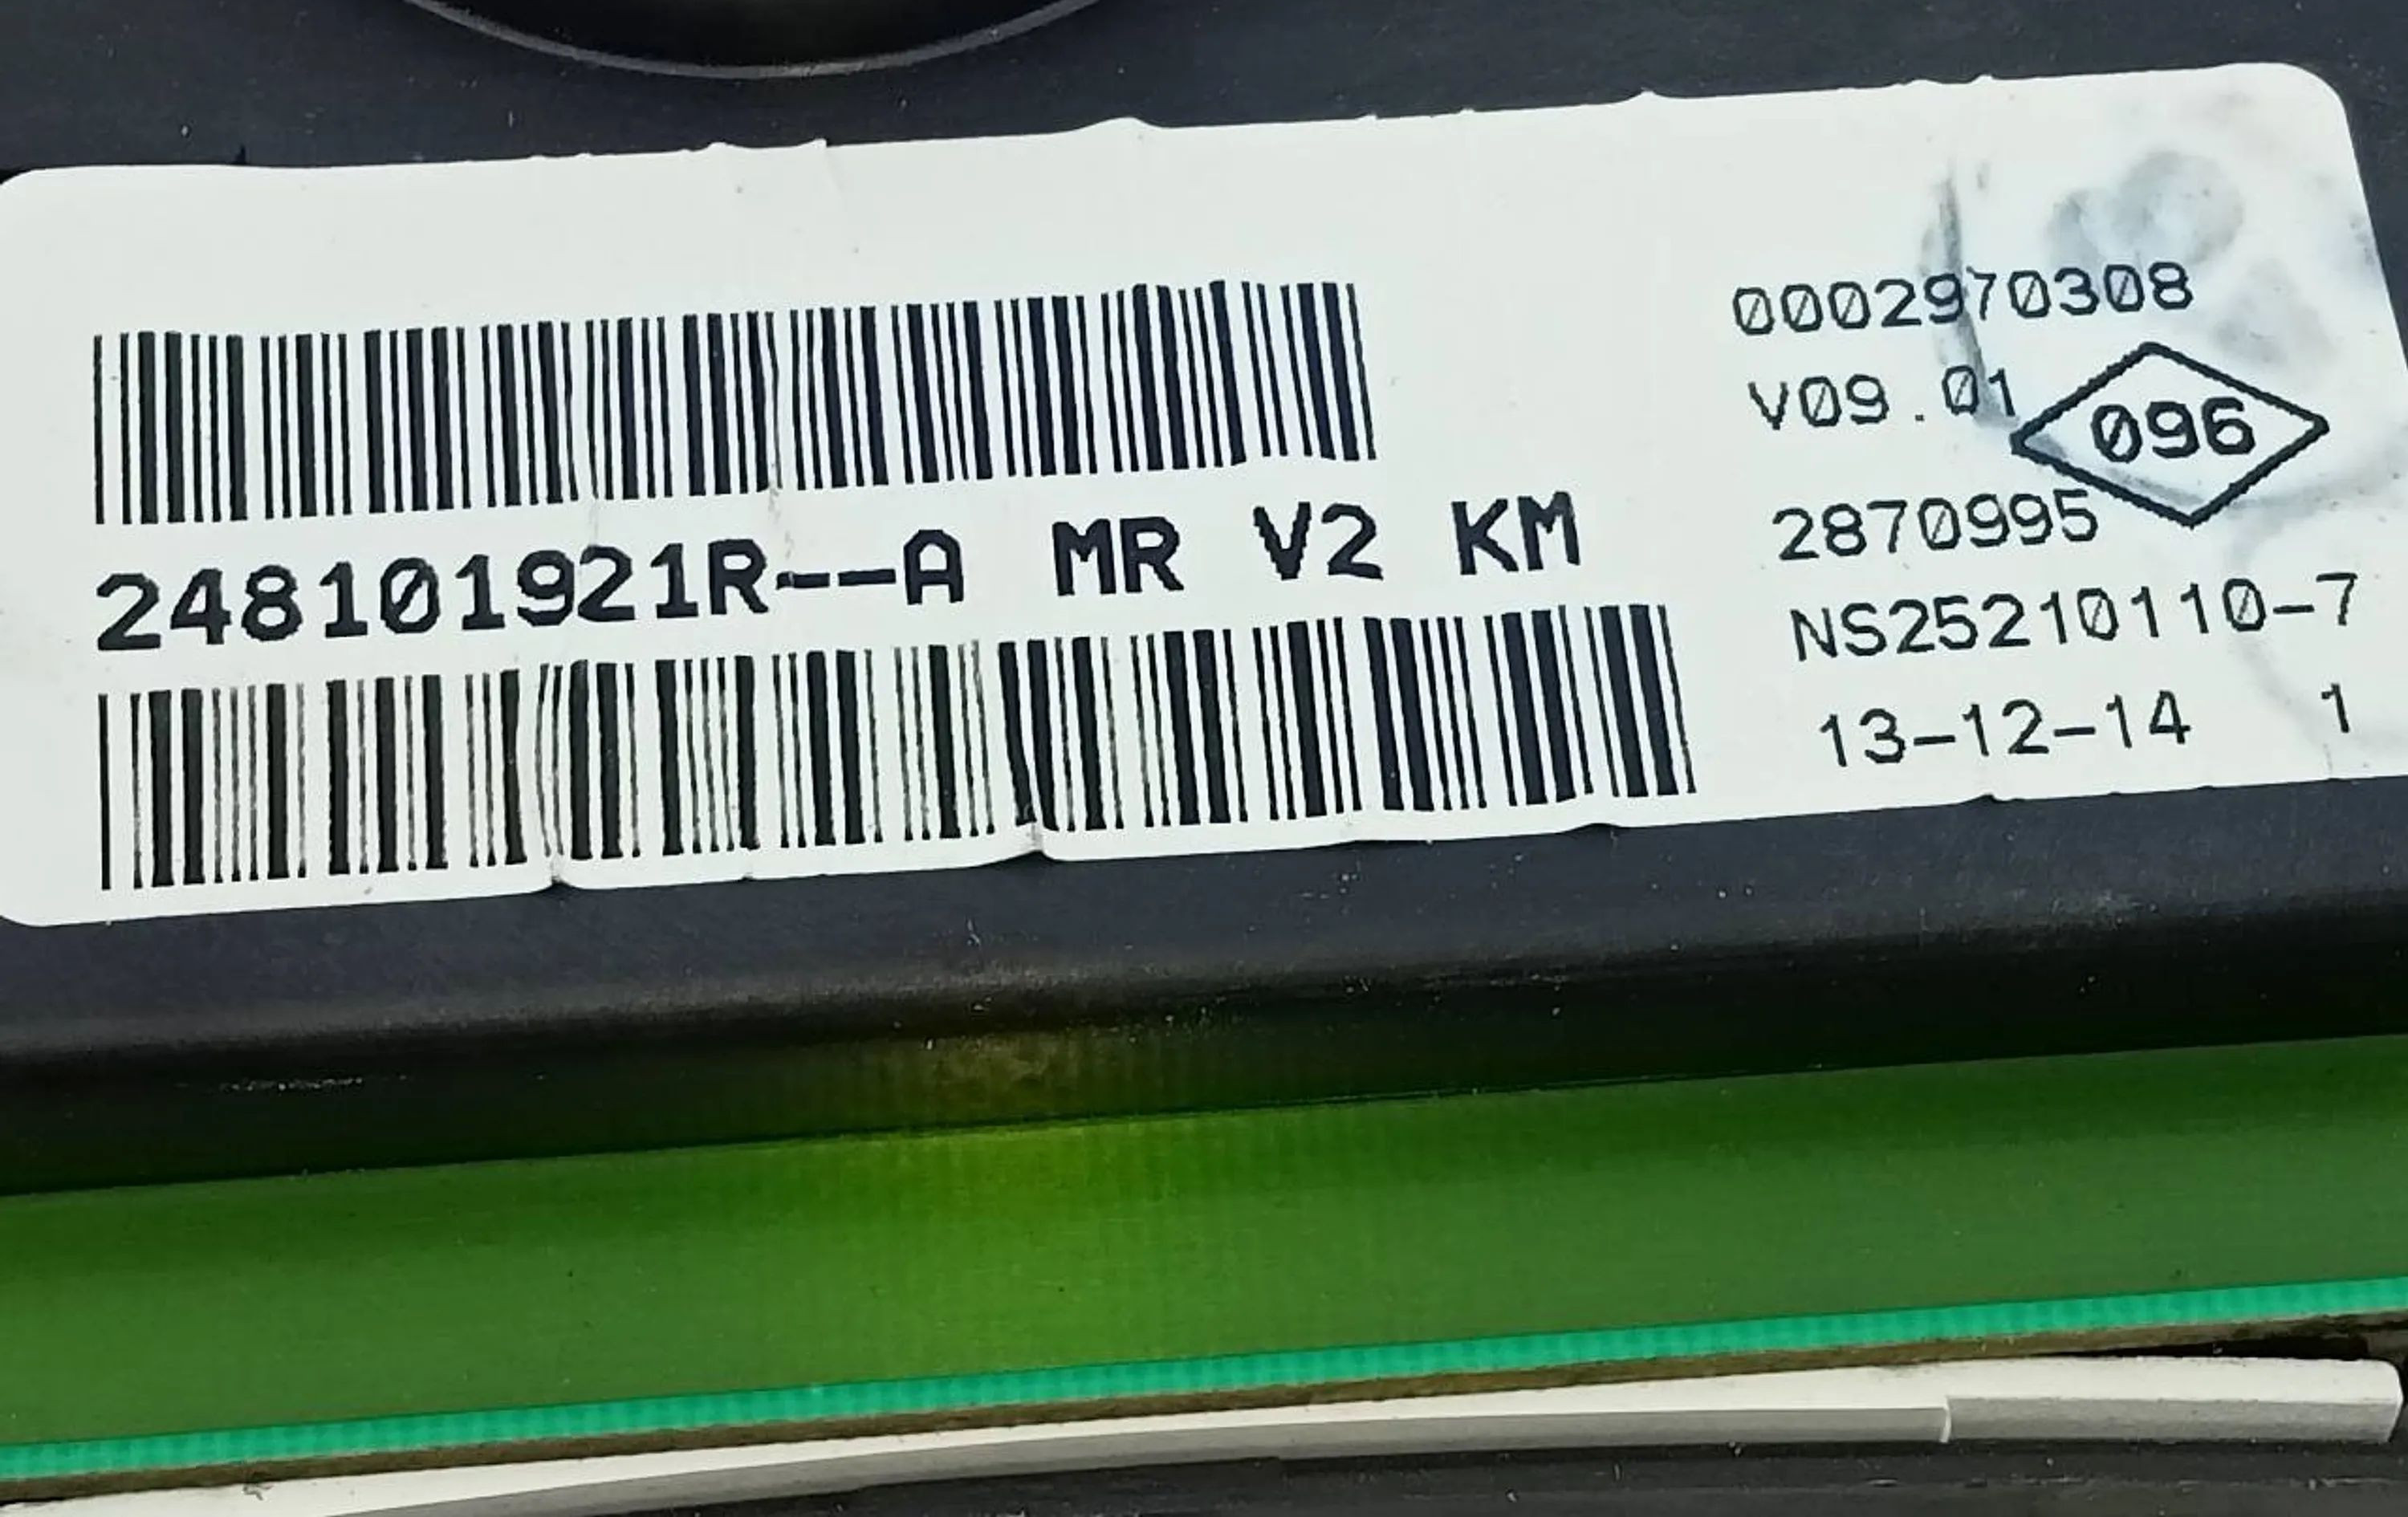 248101921R--A MR V2 KM
0002970308
V09.01
096
2870995
NS25210110-7
13-12-14 1